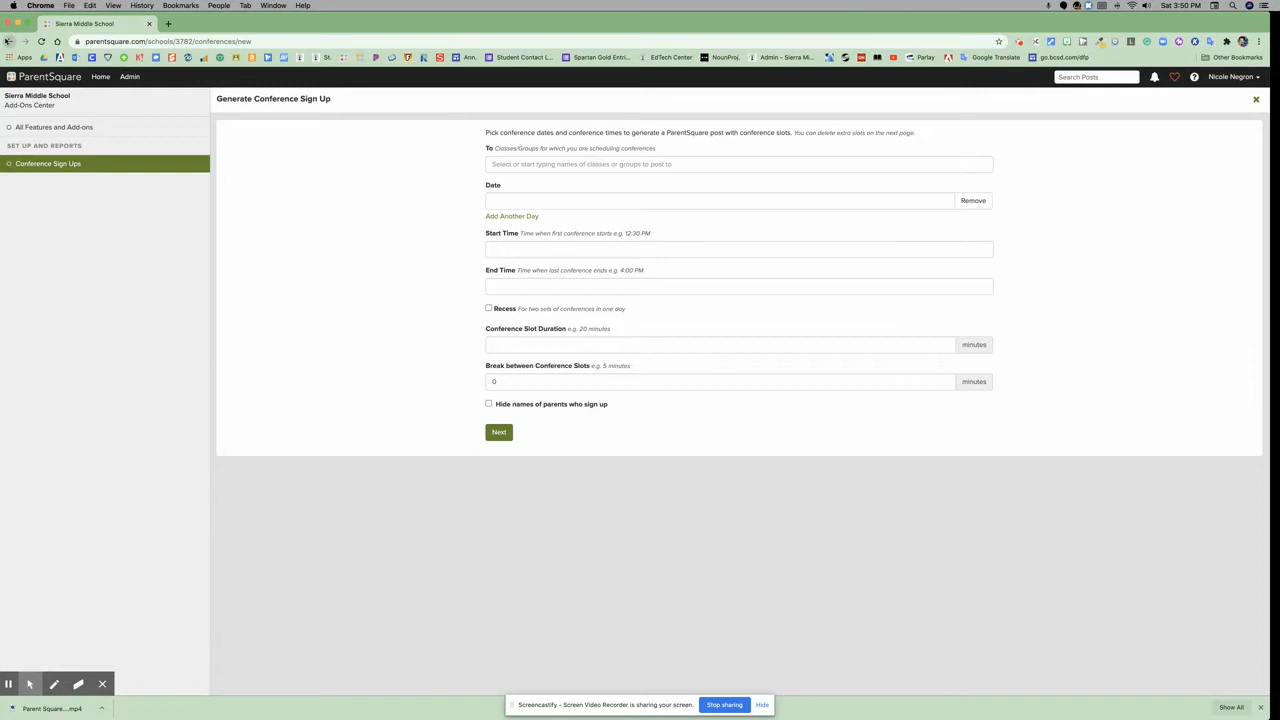 Chrome File Edit View History Bookmarks People Tab Window Help
Sat 3:50 PM
Sierra Middle School
parentsquare.com/schools/3782/conferences/new
Apps
St.
Ann.
Student Contact L...
Spartan Gold Entri...
EdTech Center
NounProj.
Admin – Sierra Mi...
Parlay
Google Translate
go.bcsd.com/dfp
Other Bookmarks
ParentSquare Home Admin
Search Posts
Nicole Negron
Sierra Middle School
Add-Ons Center
All Features and Add-ons
SET UP AND REPORTS
Conference Sign Ups
Generate Conference Sign Up
Pick conference dates and conference times to generate a ParentSquare post with conference slots. You can delete extra slots on the next page.
To Classes/Groups for which you are scheduling conferences
Select or start typing names of classes or groups to post to
Date
Remove
Add Another Day
Start Time Time when first conference starts e.g. 12:30 PM
End Time Time when last conference ends e.g. 4:00 PM
Recess For two sets of conferences in one day
Conference Slot Duration e.g. 20 minutes
minutes
Break between Conference Slots e.g. 5 minutes
0 minutes
Hide names of parents who sign up
Next
Screencastify – Screen Video Recorder is sharing your screen. Stop sharing Hide
Parent Square....mp4
Show All